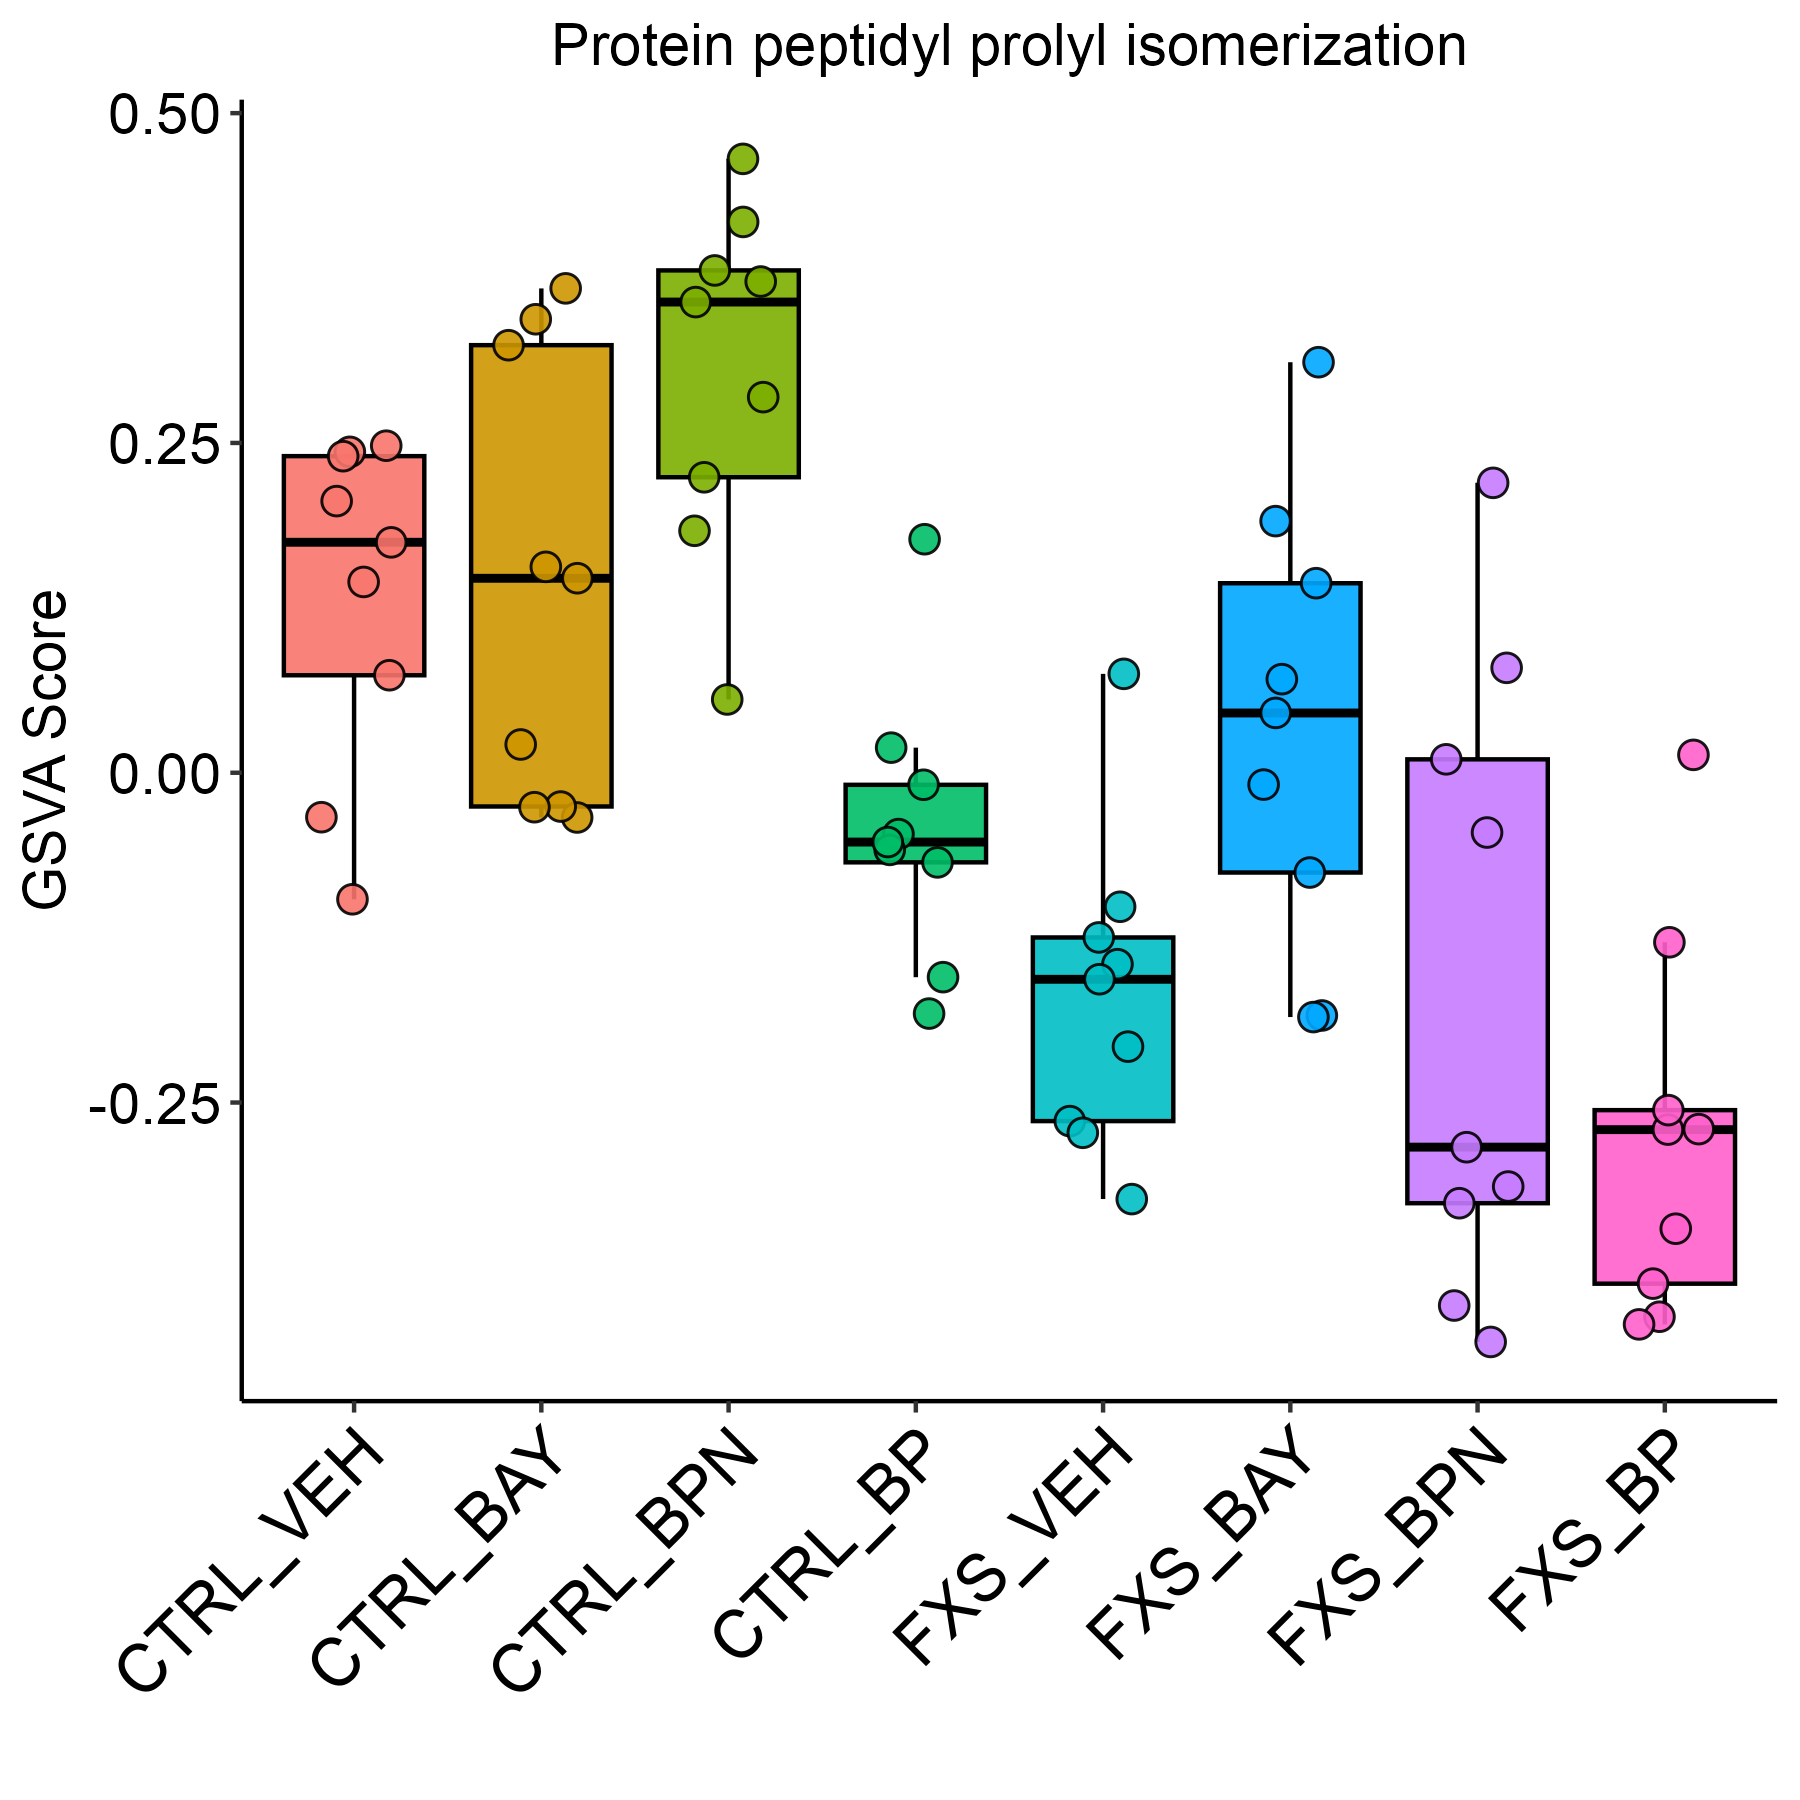 Protein peptidyl prolyl isomerization
GSVA Score
0.50
0.25
0.00
-0.25
CTRL_VEH
CTRL_BAY
CTRL_BPN
CTRL_BP
FXS_VEH
FXS_BAY
FXS_BPN
FXS_BP